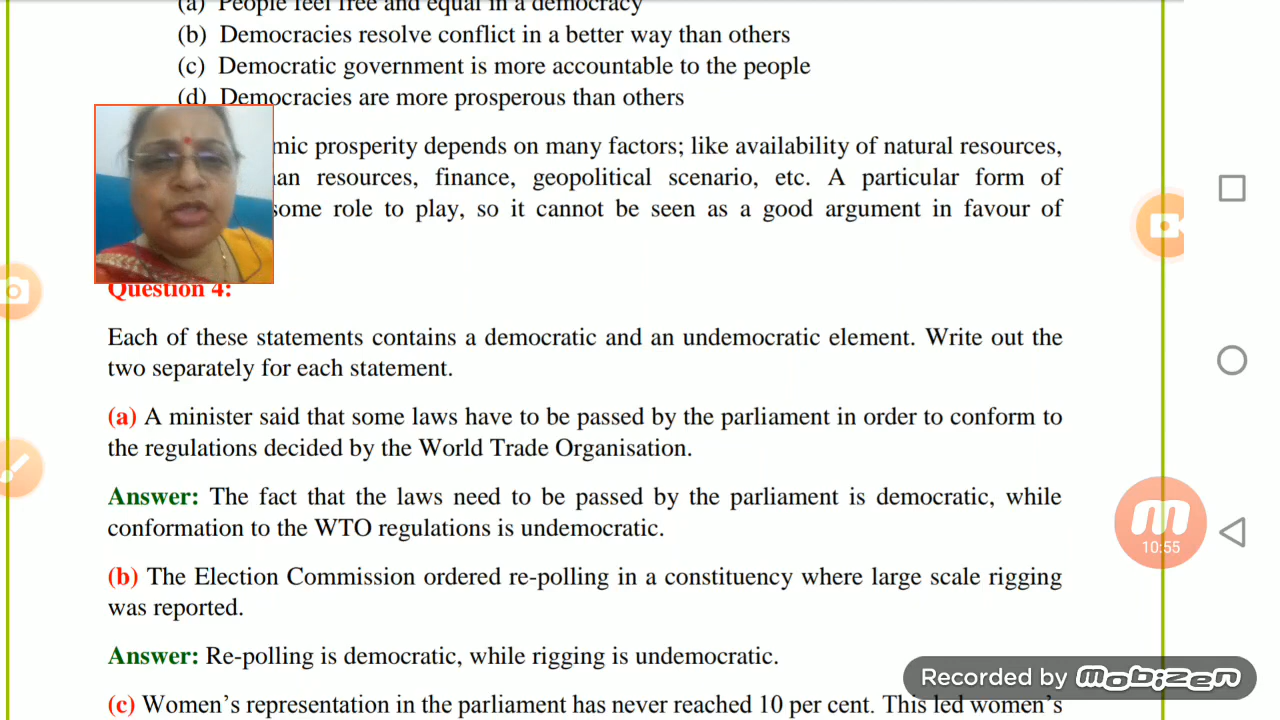 (a) People feel free and equal in a democracy
(b) Democracies resolve conflict in a better way than others
(c) Democratic government is more accountable to the people
(d) Democracies are more prosperous than others
mic prosperity depends on many factors; like availability of natural resources,
an resources, finance, geopolitical scenario, etc. A particular form of
some role to play, so it cannot be seen as a good argument in favour of
Question 4:
Each of these statements contains a democratic and an undemocratic element. Write out the
two separately for each statement.
(a) A minister said that some laws have to be passed by the parliament in order to conform to
the regulations decided by the World Trade Organisation.
Answer: The fact that the laws need to be passed by the parliament is democratic, while
conformation to the WTO regulations is undemocratic.
(b) The Election Commission ordered re-polling in a constituency where large scale rigging
was reported.
Answer: Re-polling is democratic, while rigging is undemocratic.
(c) Women's representation in the parliament has never reached 10 per cent. This led women's
10:55
Recorded by mobizen